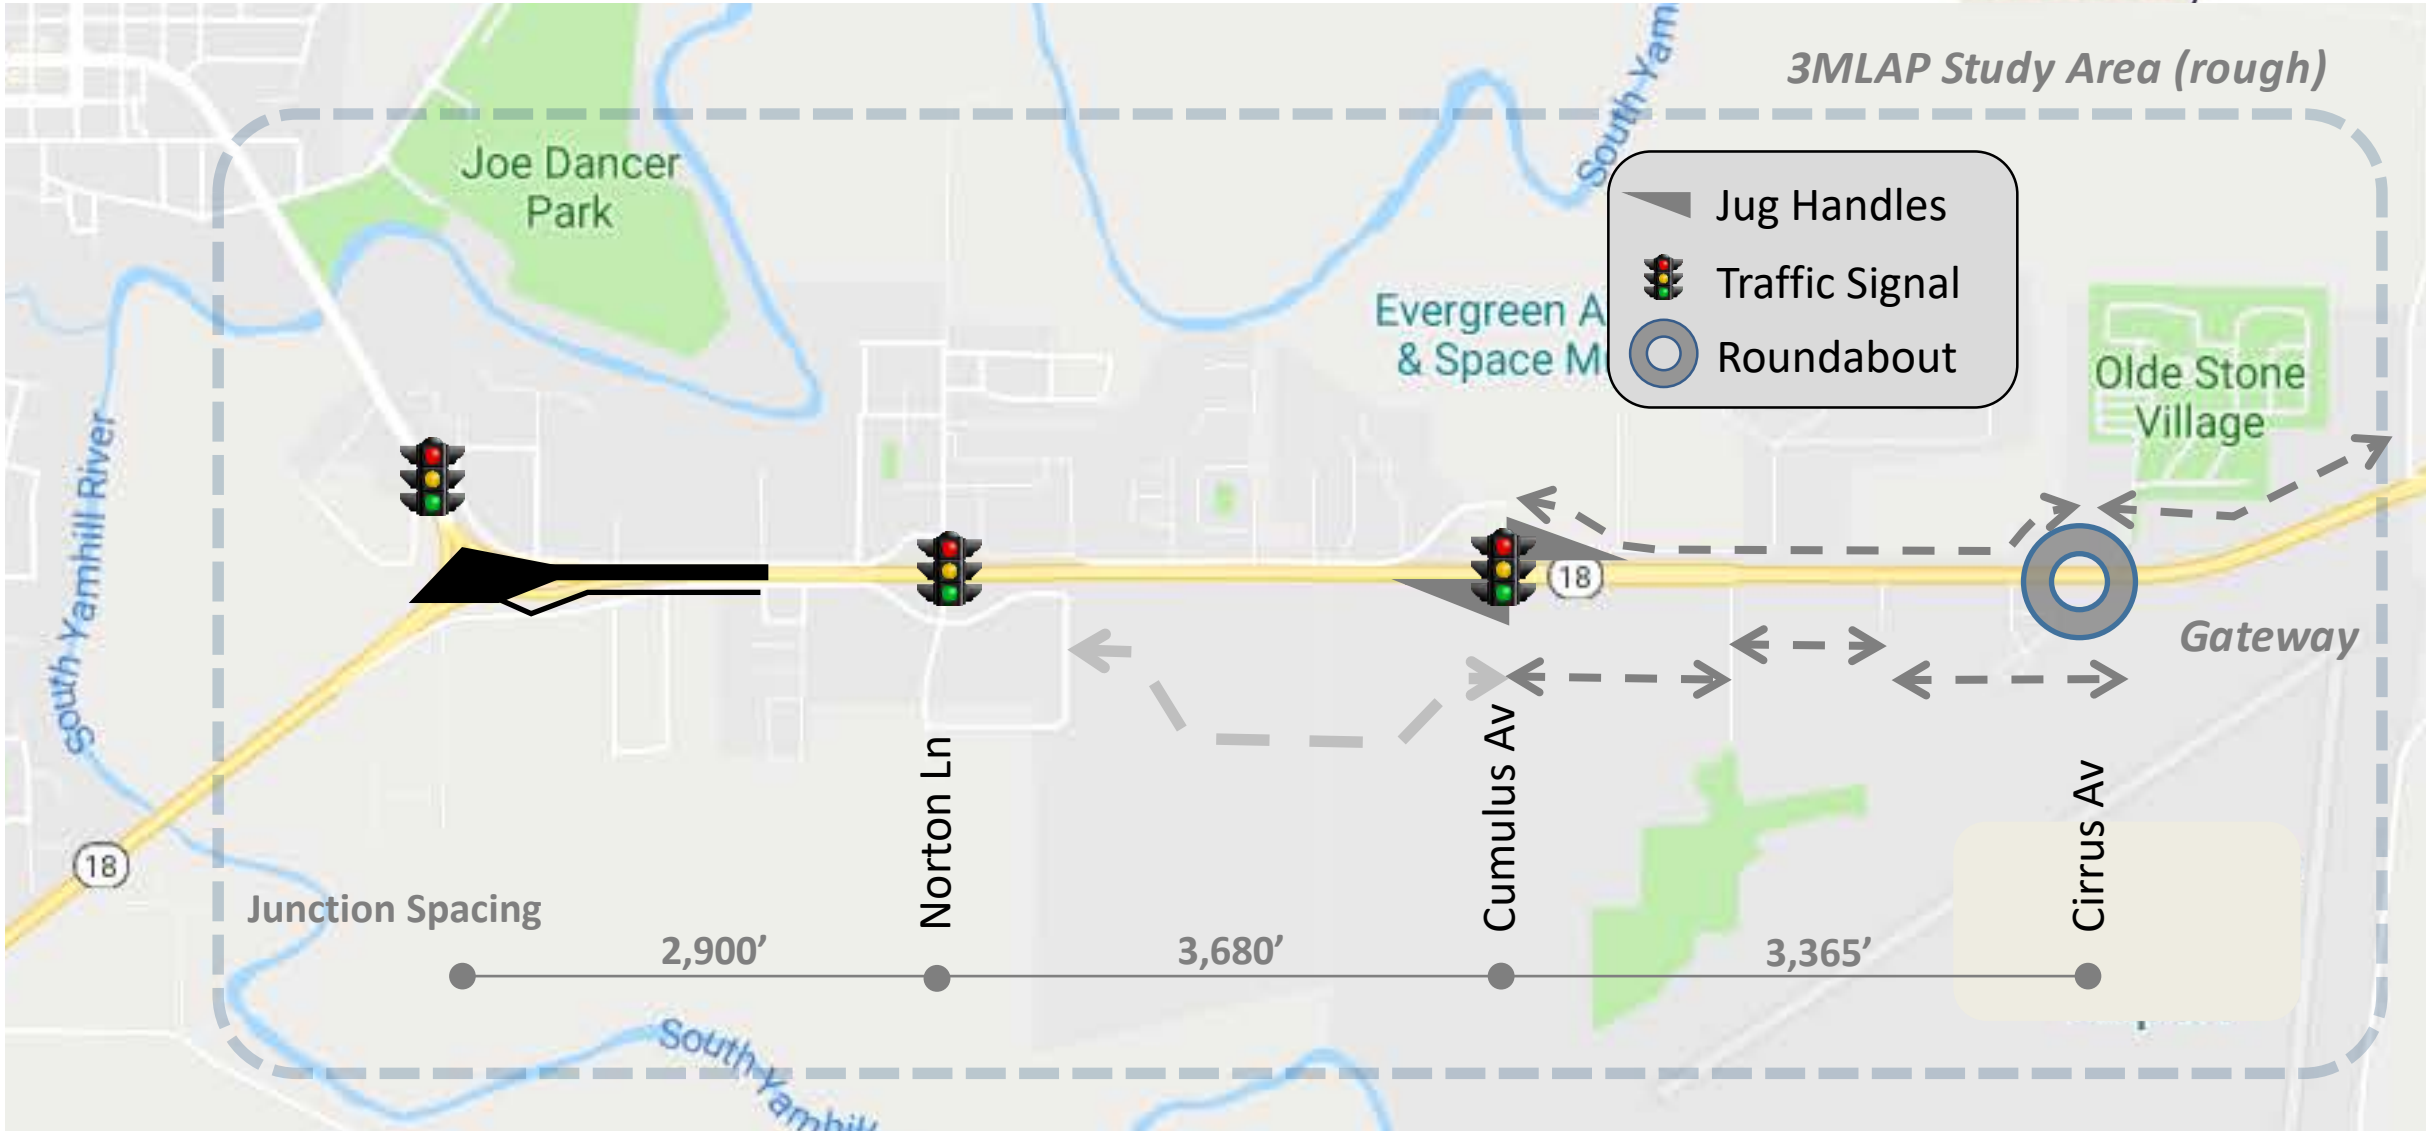 3MLAP Study Area (rough)
South Yam
Joe Dancer
Park
Jug Handles
Traffic Signal
Roundabout
Evergreen A
& Space M
Olde Stone
Village
South Yamhill River
18
Gateway
Norton Ln
Cumulus Av
Cirrus Av
18
Junction Spacing
2,900’
3,680’
3,365’
South Yamhill